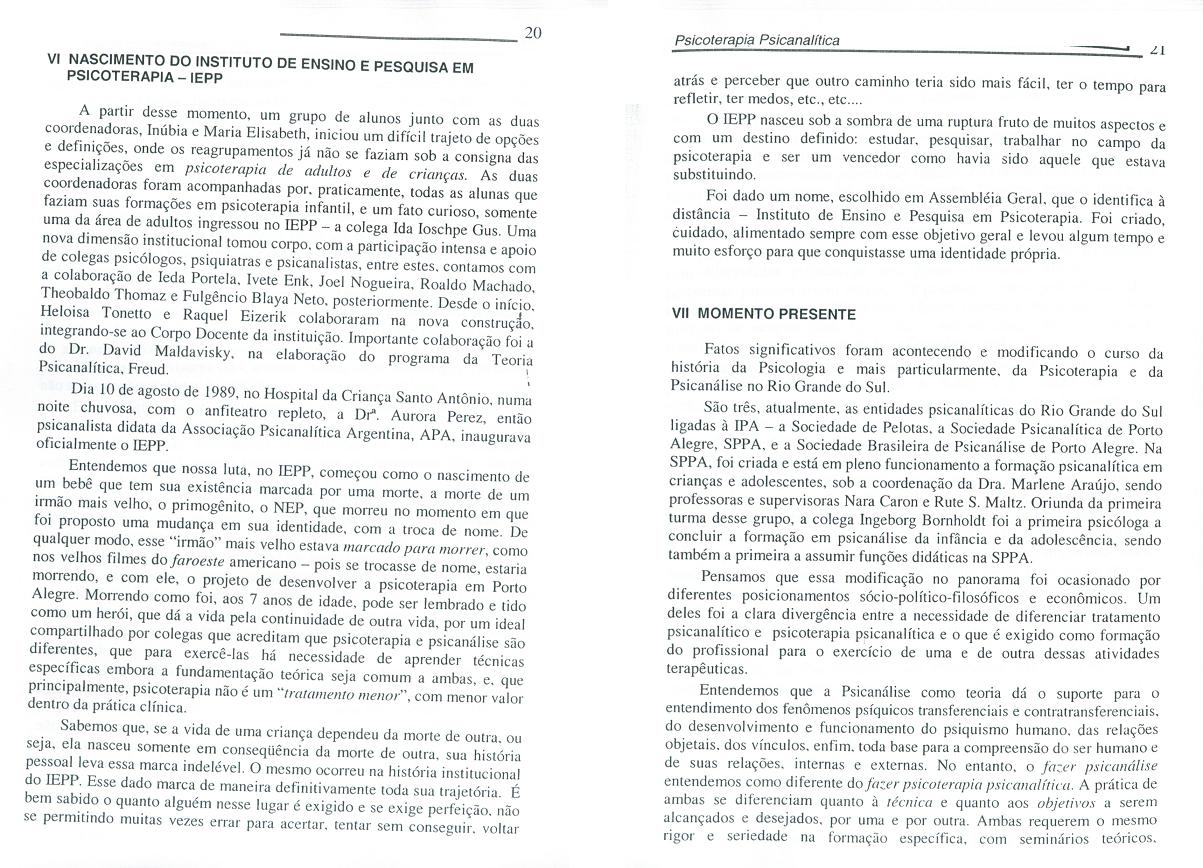 20
VI NASCIMENTO DO INSTITUTO DE ENSINO E PESQUISA EM
PSICOTERAPIA – IEPP
A partir desse momento, um grupo de alunos junto com as duas
coordenadoras, Inúbia e Maria Elisabeth, iniciou um difícil trajeto de opções
e definições, onde os reagrupamentos já não se faziam sob a consigna das
especializações em psicoterapia de adultos e de crianças. As duas
coordenadoras foram acompanhadas por, praticamente, todas as alunas que
faziam suas formações em psicoterapia infantil, e um fato curioso, somente
uma da área de adultos ingressou no IEPP – a colega Ida Ioschpe Gus. Uma
nova dimensão institucional tomou corpo, com a participação intensa e apoio
de colegas psicólogos, psiquiatras e psicanalistas, entre estes, contamos com
a colaboração de Ieda Portela, Ivete Enk, Joel Nogueira, Roaldo Machado,
Theobaldo Thomaz e Fulgêncio Blaya Neto, posteriormente. Desde o início,
Heloisa Tonetto e Raquel Eizerik colaboraram na nova construção,
integrando-se ao Corpo Docente da instituição. Importante colaboração foi a
do Dr. David Maldavisky, na elaboração do programa da Teoria
Psicanalítica, Freud.
Dia 10 de agosto de 1989, no Hospital da Criança Santo Antônio, numa
noite chuvosa, com o anfiteatro repleto, a Drª. Aurora Perez, então
psicanalista didata da Associação Psicanalítica Argentina, APA, inaugurava
oficialmente o IEPP.
Entendemos que nossa luta, no IEPP, começou como o nascimento de
um bebê que tem sua existência marcada por uma morte, a morte de um
irmão mais velho, o primogênito, o NEP, que morreu no momento em que
foi proposto uma mudança em sua identidade, com a troca de nome. De
qualquer modo, esse “irmão” mais velho estava marcado para morrer, como
nos velhos filmes do faroeste americano – pois se trocasse de nome, estaria
morrendo, e com ele, o projeto de desenvolver a psicoterapia em Porto
Alegre. Morrendo como foi, aos 7 anos de idade, pode ser lembrado e tido
como um herói, que dá a vida pela continuidade de outra vida, por um ideal
compartilhado por colegas que acreditam que psicoterapia e psicanálise são
diferentes, que para exercê-las há necessidade de aprender técnicas
específicas embora a fundamentação teórica seja comum a ambas, e, que
principalmente, psicoterapia não é um “tratamento menor”, com menor valor
dentro da prática clínica.
Sabemos que, se a vida de uma criança dependeu da morte de outra, ou
seja, ela nasceu somente em conseqüência da morte de outra, sua história
pessoal leva essa marca indelével. O mesmo ocorreu na história institucional
do IEPP. Esse dado marca de maneira definitivamente toda sua trajetória. É
bem sabido o quanto alguém nesse lugar é exigido e se exige perfeição, não
se permitindo muitas vezes errar para acertar, tentar sem conseguir, voltar
Psicoterapia Psicanalítica
21
atrás e perceber que outro caminho teria sido mais fácil, ter o tempo para
refletir, ter medos, etc., etc....
O IEPP nasceu sob a sombra de uma ruptura fruto de muitos aspectos e
com um destino definido: estudar, pesquisar, trabalhar no campo da
psicoterapia e ser um vencedor como havia sido aquele que estava
substituindo.
Foi dado um nome, escolhido em Assembléia Geral, que o identifica à
distância – Instituto de Ensino e Pesquisa em Psicoterapia. Foi criado,
cuidado, alimentado sempre com esse objetivo geral e levou algum tempo e
muito esforço para que conquistasse uma identidade própria.
VII MOMENTO PRESENTE
Fatos significativos foram acontecendo e modificando o curso da
história da Psicologia e mais particularmente, da Psicoterapia e da
Psicanálise no Rio Grande do Sul.
São três, atualmente, as entidades psicanalíticas do Rio Grande do Sul
ligadas à IPA – a Sociedade de Pelotas, a Sociedade Psicanalítica de Porto
Alegre, SPPA, e a Sociedade Brasileira de Psicanálise de Porto Alegre. Na
SPPA, foi criada e está em pleno funcionamento a formação psicanalítica em
crianças e adolescentes, sob a coordenação da Dra. Marlene Araújo, sendo
professoras e supervisoras Nara Caron e Rute S. Maltz. Oriunda da primeira
turma desse grupo, a colega Ingeborg Bornholdt foi a primeira psicóloga a
concluir a formação em psicanálise da infância e da adolescência, sendo
também a primeira a assumir funções didáticas na SPPA.
Pensamos que essa modificação no panorama foi ocasionado por
diferentes posicionamentos sócio-político-filosóficos e econômicos. Um
deles foi a clara divergência entre a necessidade de diferenciar tratamento
psicanalítico e psicoterapia psicanalítica e o que é exigido como formação
do profissional para o exercício de uma e de outra dessas atividades
terapêuticas.
Entendemos que a Psicanálise como teoria dá o suporte para o
entendimento dos fenômenos psíquicos transferenciais e contratransferenciais,
do desenvolvimento e funcionamento do psiquismo humano, das relações
objetais, dos vínculos, enfim, toda base para a compreensão do ser humano e
de suas relações, internas e externas. No entanto, o fazer psicanálise
entendemos como diferente do fazer psicoterapia psicanalítica. A prática de
ambas se diferenciam quanto à técnica e quanto aos objetivos a serem
alcançados e desejados, por uma e por outra. Ambas requerem o mesmo
rigor e seriedade na formação específica, com seminários teóricos,